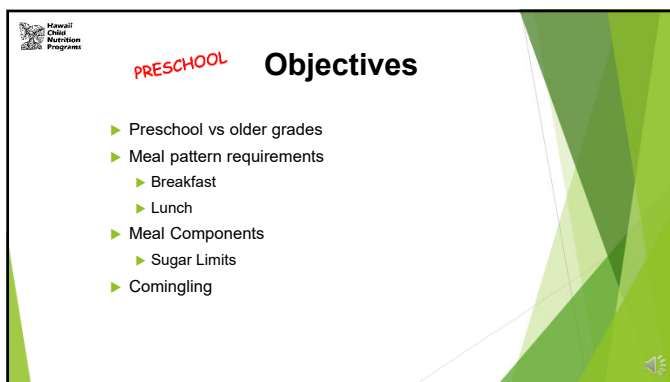 Hawaii
Child
Nutrition
Programs
PRESCHOOL
Objectives
Preschool vs older grades
Meal pattern requirements
Breakfast
Lunch
Meal Components
Sugar Limits
Comingling